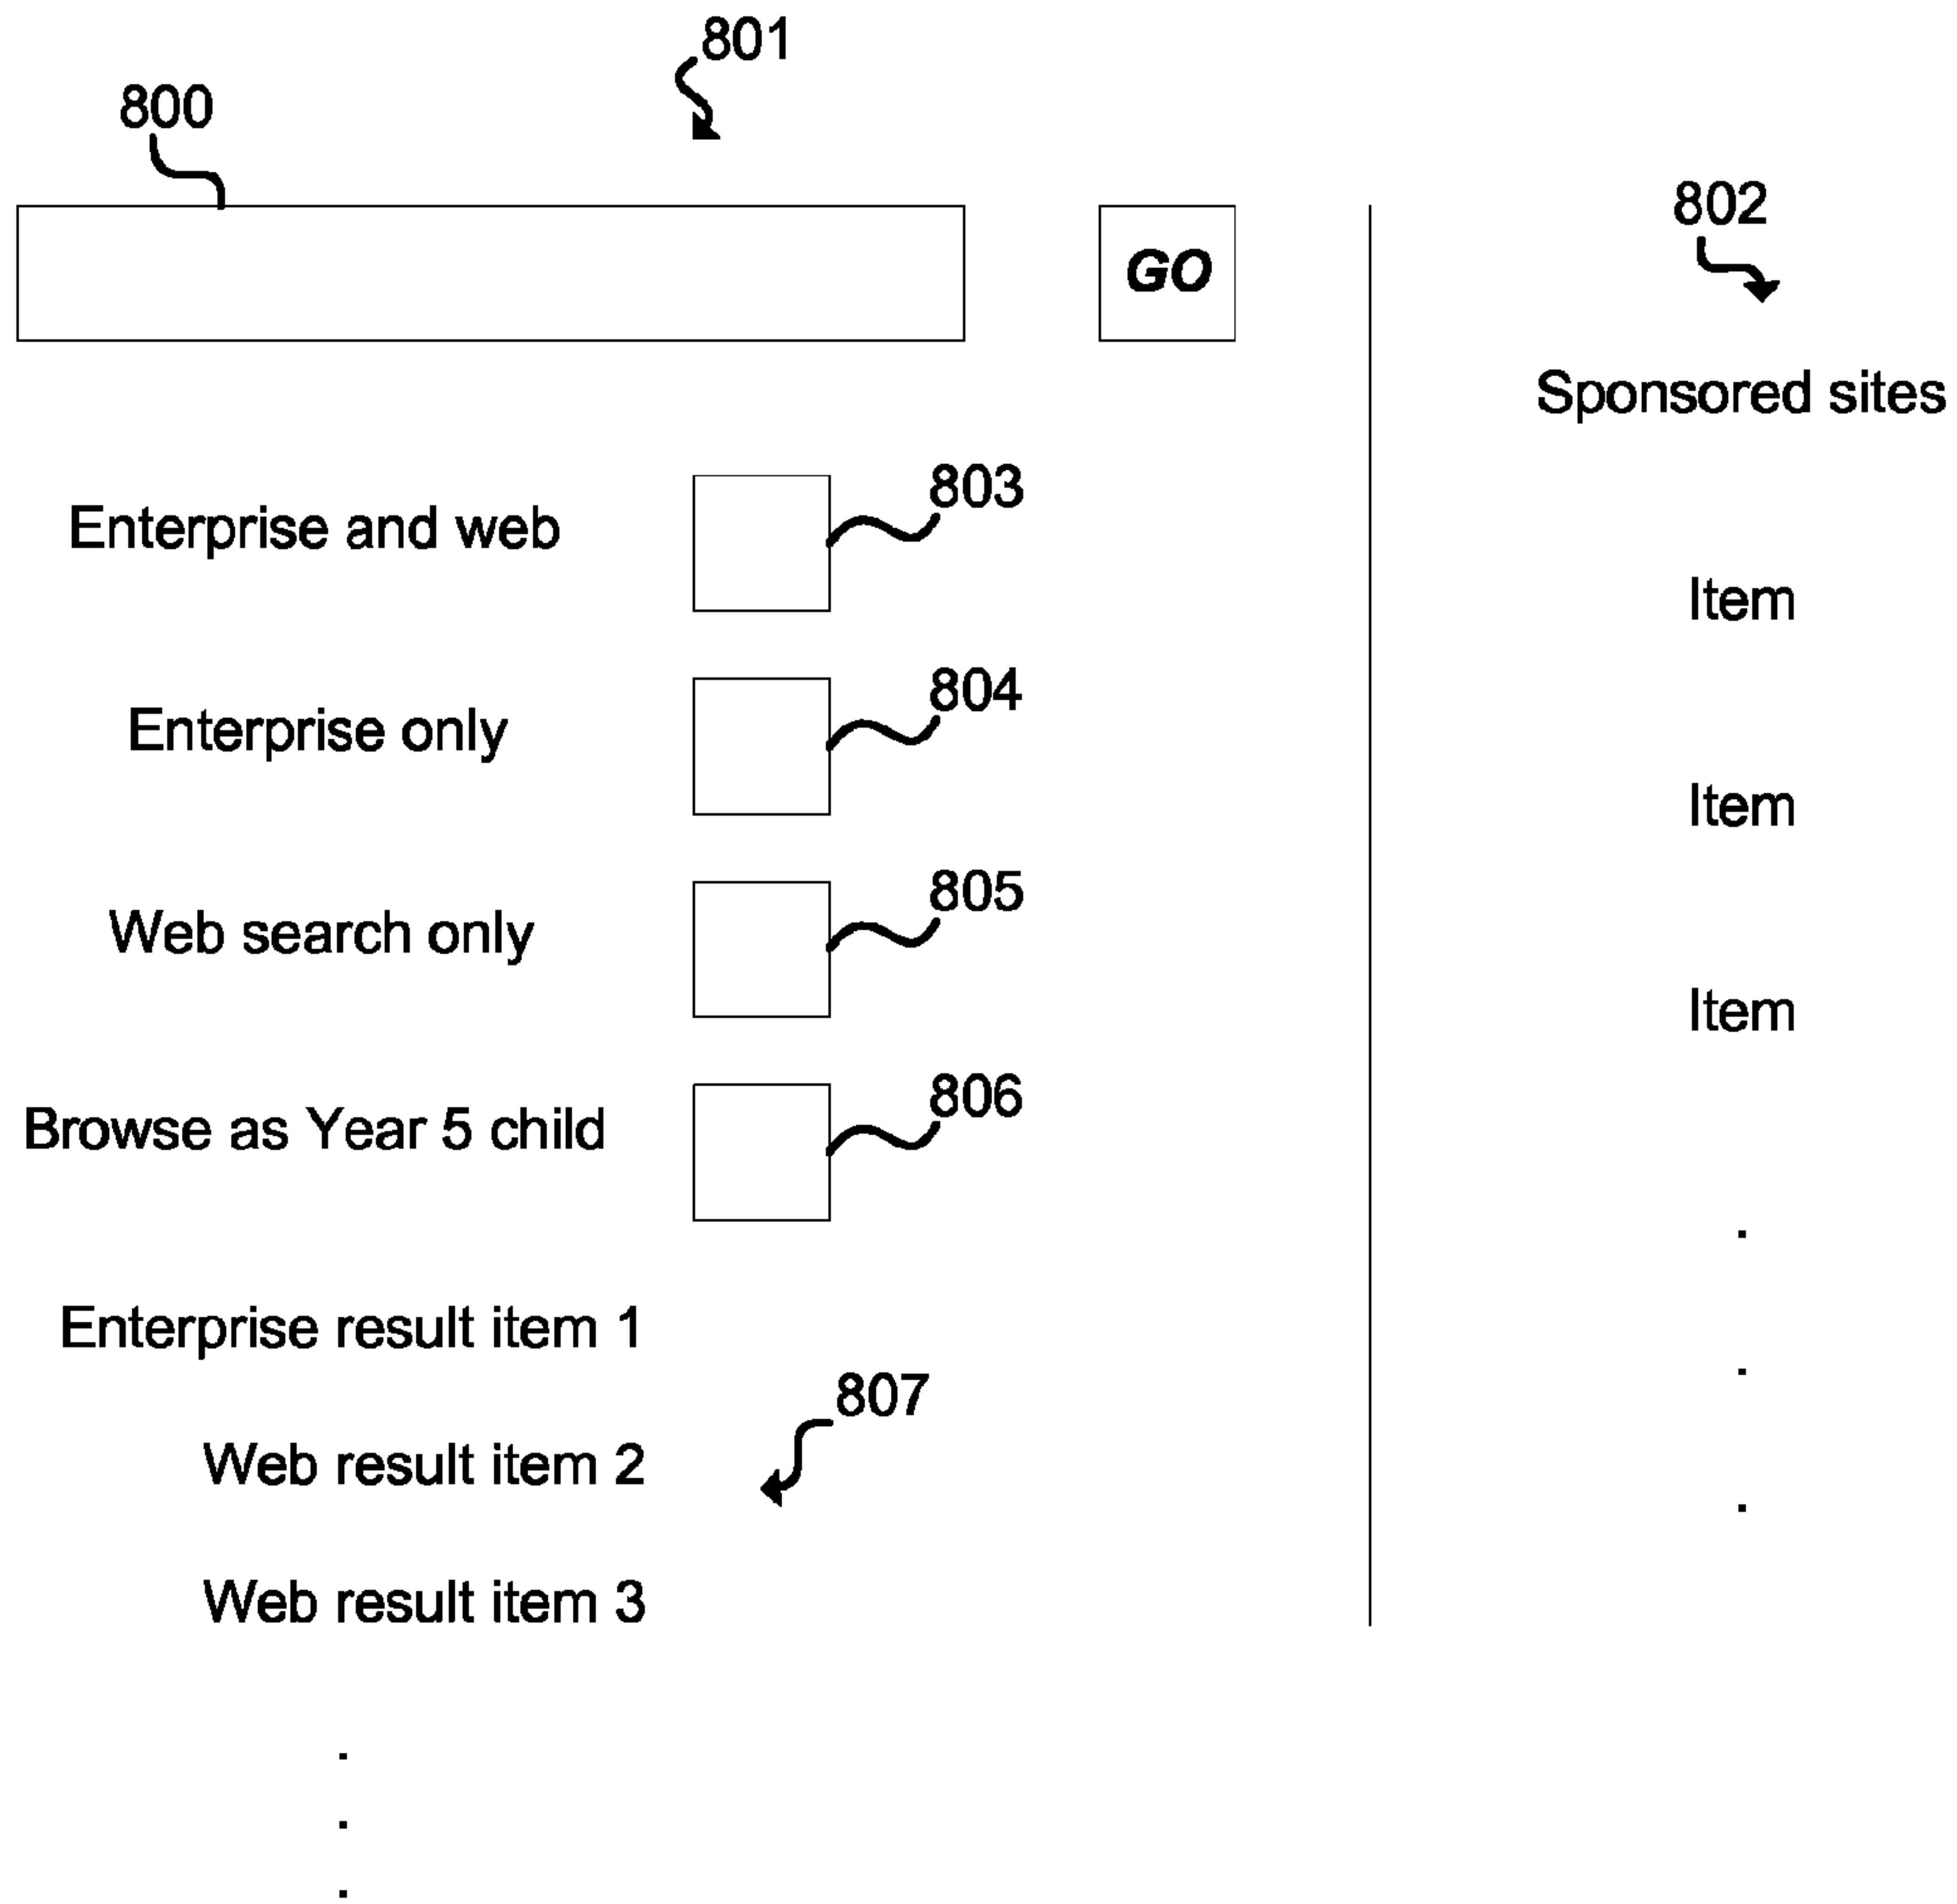 801
800
GO
802
Sponsored sites
803
Enterprise and web
Item
804
Enterprise only
Item
805
Web search only
Item
806
Browse as Year 5 child
.
Enterprise result item 1
.
807
Web result item 2
.
Web result item 3
.
.
.